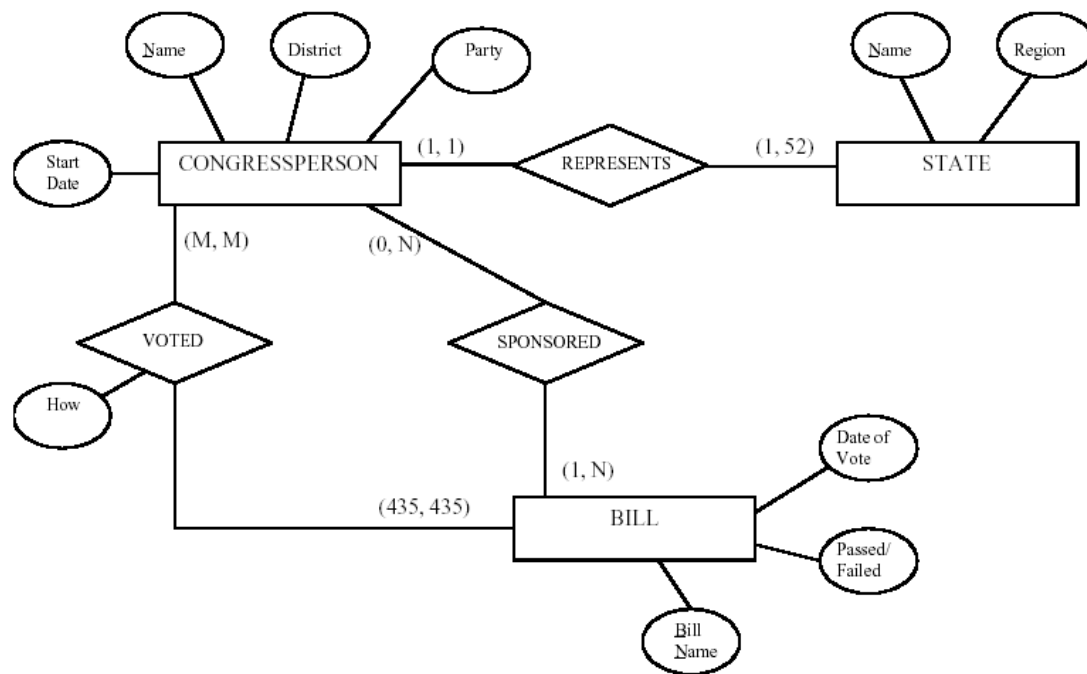 Name
District
Party
Name
Region
Start
Date
CONGRESSPERSON
(1, 1)
REPRESENTS
(1, 52)
STATE
(M, M)
(0, N)
VOTED
SPONSORED
How
Date of
Vote
(1, N)
(435, 435)
BILL
Passed/
Failed
Bill
Name